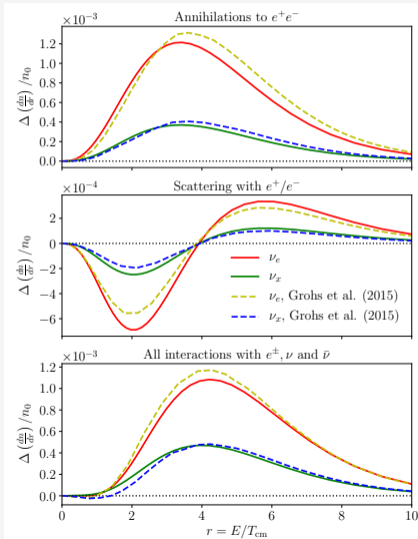 ×10⁻³
Annihilations to e⁺e⁻
1.2
1.0
0.8
0.6
0.4
0.2
0.0
Δ (dn/dr) /n₀
×10⁻⁴
Scattering with e⁺/e⁻
2
0
−2
−4
−6
Δ (dn/dr) /n₀
νₑ
νₓ
νₑ, Grohs et al. (2015)
νₓ, Grohs et al. (2015)
×10⁻³
All interactions with e±, ν and ν̄
1.2
1.0
0.8
0.6
0.4
0.2
0.0
Δ (dn/dr) /n₀
0 2 4 6 8 10
r = E/T_cm